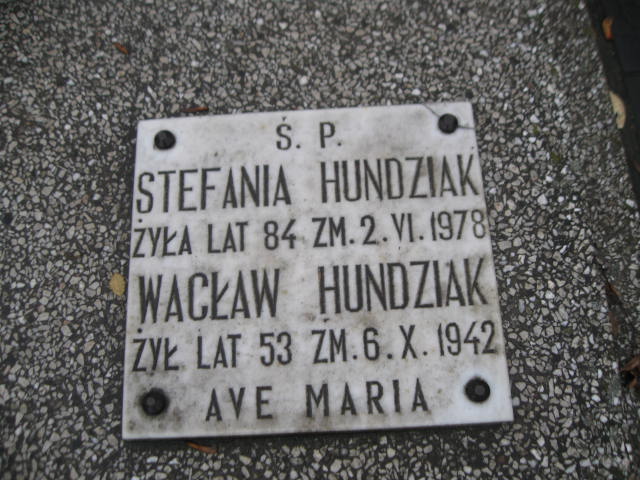 Ś. P.
STEFANIA HUNDZIAK
ŻYŁA LAT 84 ZM. 2. VI. 1978
WACŁAW HUNDZIAK
ŻYŁ LAT 53 ZM. 6. X. 1942
AVE MARIA